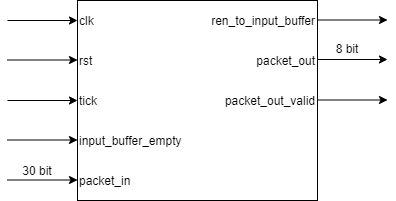 clk
ren_to_input_buffer
rst
packet_out
8 bit
tick
packet_out_valid
input_buffer_empty
30 bit
packet_in